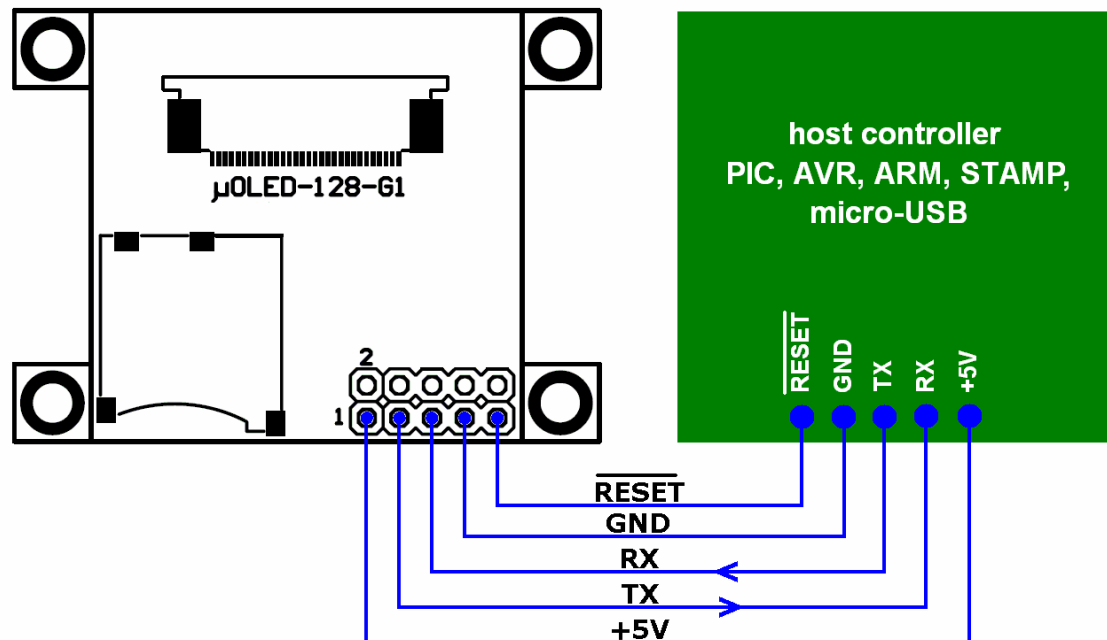 µOLED-128-G1
2
1
host controller
PIC, AVR, ARM, STAMP,
micro-USB
RESET
GND
TX
RX
+5V
RESET
GND
RX
TX
+5V